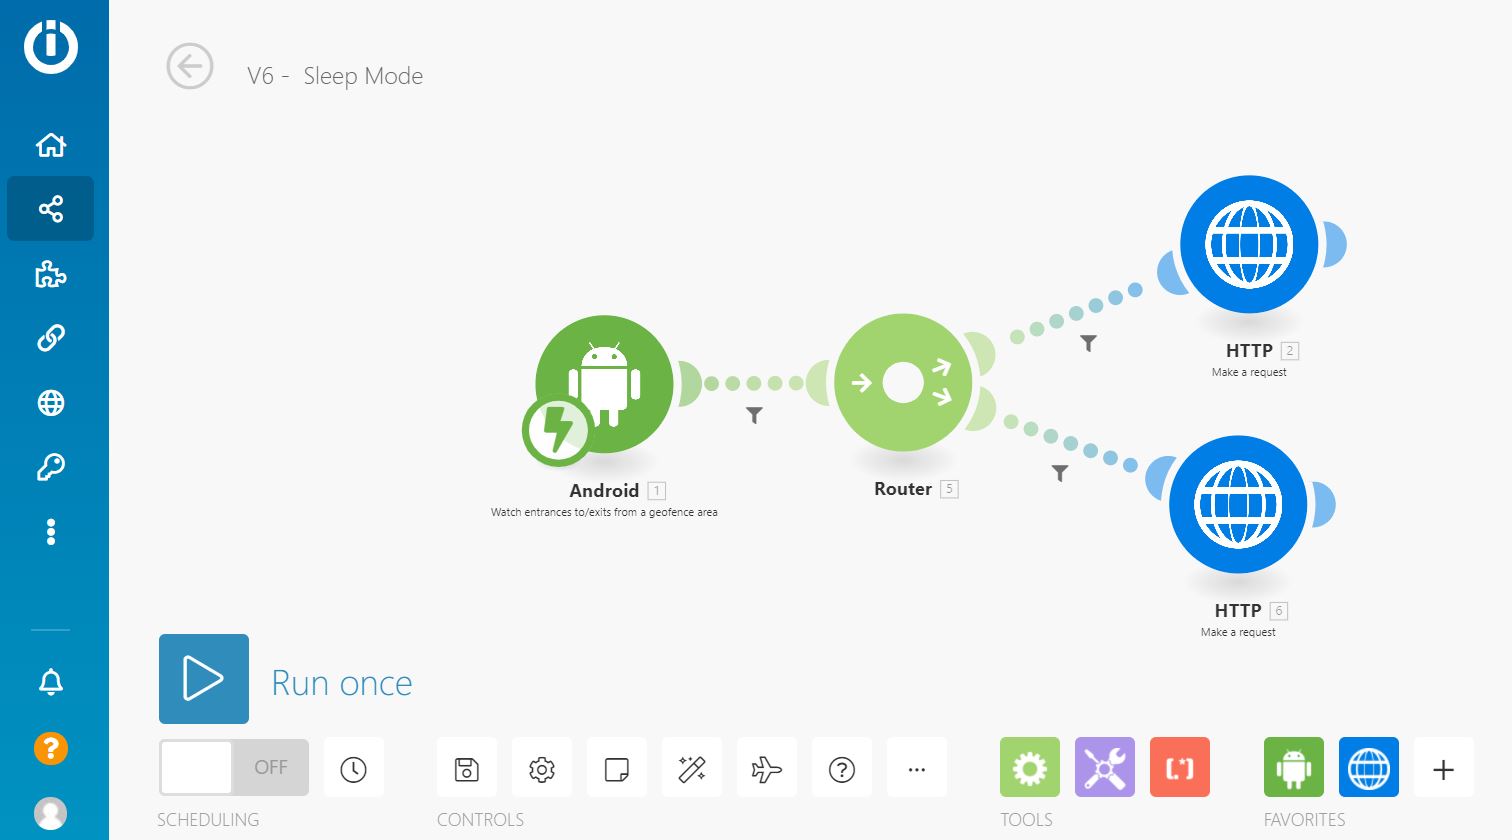 V6 -  Sleep Mode
HTTP 2
Make a request
Android 1
Watch entrances to/exits from a geofence area
Router 5
HTTP 6
Make a request
Run once
OFF
?
SCHEDULING
CONTROLS
TOOLS
FAVORITES